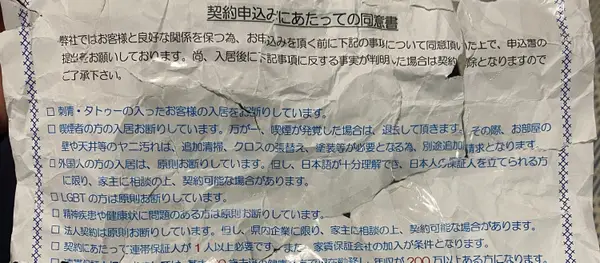 契約申込みにあたっての同意書
弊社ではお客様と良好な関係を保つ為、お申込みを頂く前に下記の事項について同意頂いた上で、申込書の
提出をお願いしております。尚、入居後に下記事項に反する事実が判明した場合は契約解除となりますので
ご了承下さい。
□ 刺青・タトゥーの入ったお客様の入居をお断りしています。
□ 喫煙者の方の入居お断りしています。万が一、喫煙が発覚した場合は、退去して頂きます。その際、お部屋の
壁や天井等のヤニ汚れは、追加清掃、クロスの張替え、塗装等が必要となる為、別途追加請求となります。
□ 外国人の方の入居は、原則お断りしています。但し、日本語が十分理解でき、日本人の保証人を立てられる方
に限り、家主に相談の上、契約可能な場合があります。
□ LGBTの方は原則お断りしています。
□ 精神疾患や健康状に問題のある方は原則お断りしています。
□ 法人契約は原則お断りしています。但し、県内企業に限り、家主に相談の上、契約可能な場合があります。
□ 契約にあたって連帯保証人が1人以上必要です。また、家賃保証会社の加入が条件となります。
年収が200万以上ある方になります。